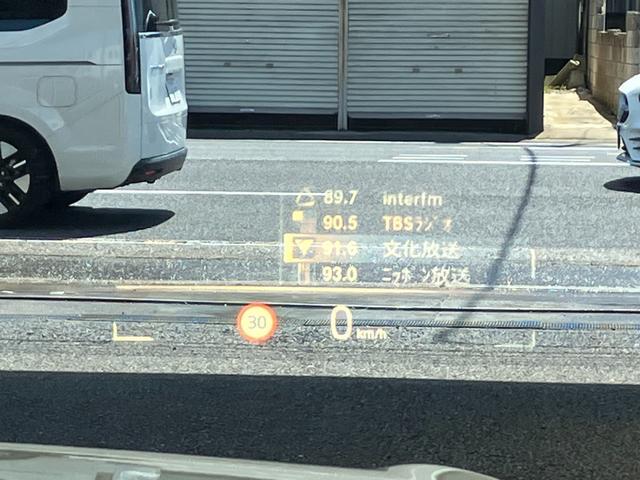 89.7 interfm
90.5 TBSラジオ
91.6 文化放送
93.0 ニッポン放送
30
0 km/h